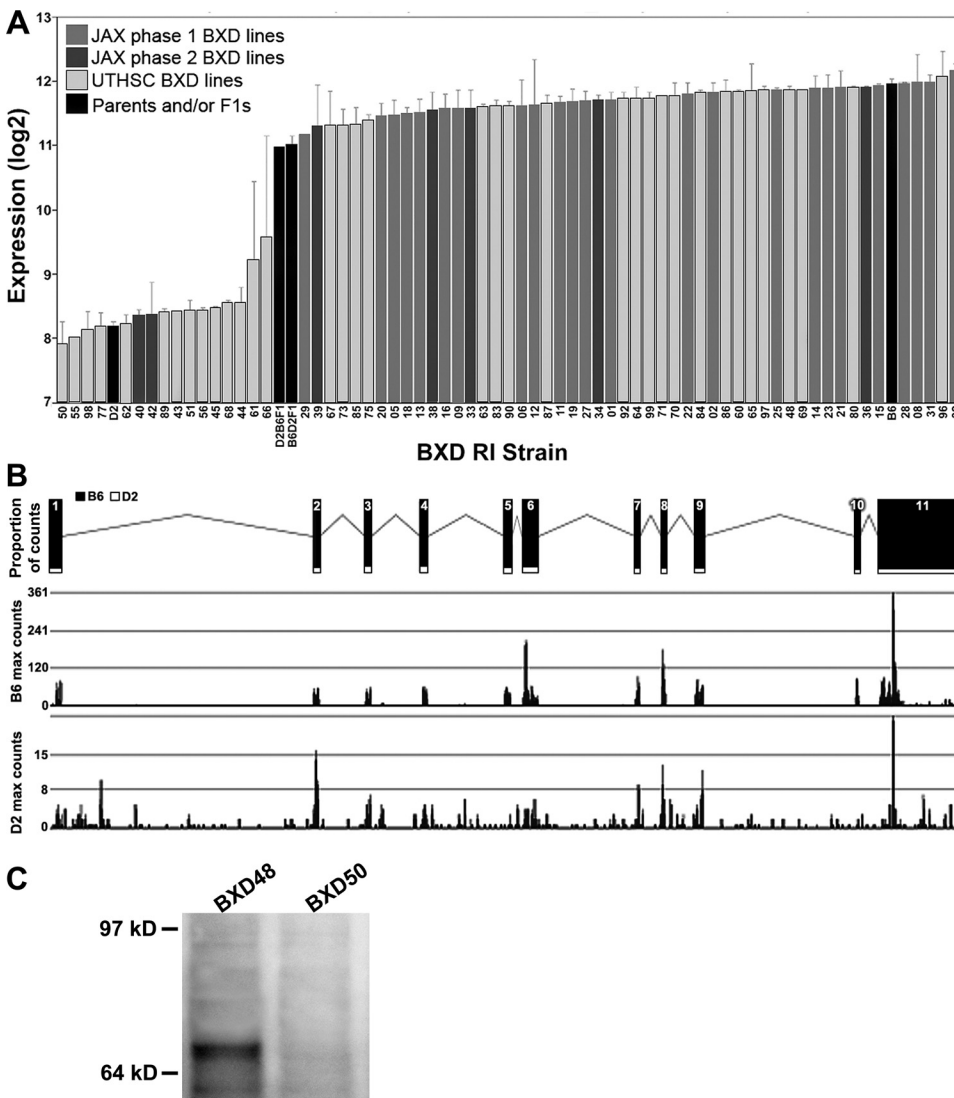 A
13
12
11
10
9
8
7
Expression (log2)
JAX phase 1 BXD lines
JAX phase 2 BXD lines
UTHSC BXD lines
Parents and/or F1s
50 55 98 77 D2 62 40 42 89 43 51 56 45 68 44 61 66 D2B6F1 B6D2F1 29 39 67 73 85 75 20 05 18 13 38 16 09 33 63 83 90 06 12 87 11 19 27 34 01 92 64 99 71 70 22 84 02 86 60 65 97 25 48 69 14 23 21 80 36 15 B6 28 08 31 96
BXD RI Strain
B
B6 D2
Proportion of counts
1 2 3 4 5 6 7 8 9 10 11
B6 max counts
361
241
120
0
D2 max counts
15
8
0
C
BXD48 BXD50
97 kD
64 kD